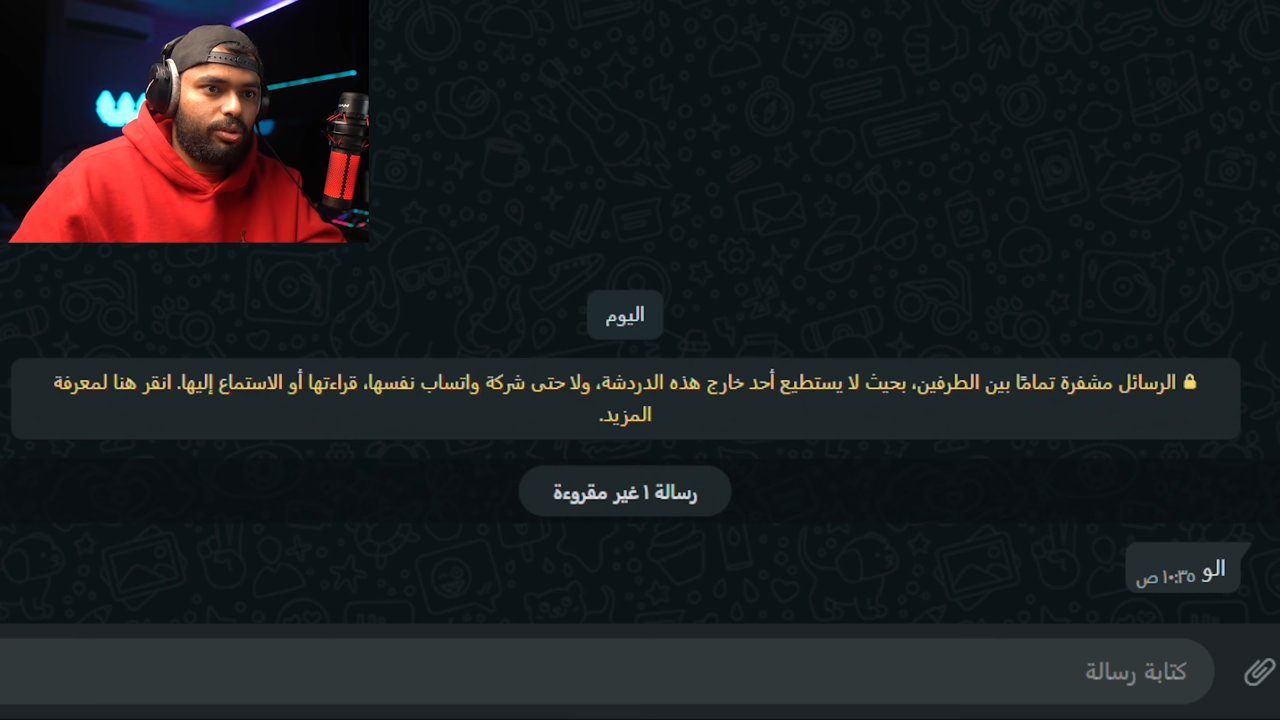 اليوم
الرسائل مشفرة تمامًا بين الطرفين، بحيث لا يستطيع أحد خارج هذه الدردشة، ولا حتى شركة واتساب نفسها، قراءتها أو الاستماع إليها. انقر هنا لمعرفة
المزيد.
رسالة ١ غير مقروءة
الو
١٠:٣٥ ص
كتابة رسالة